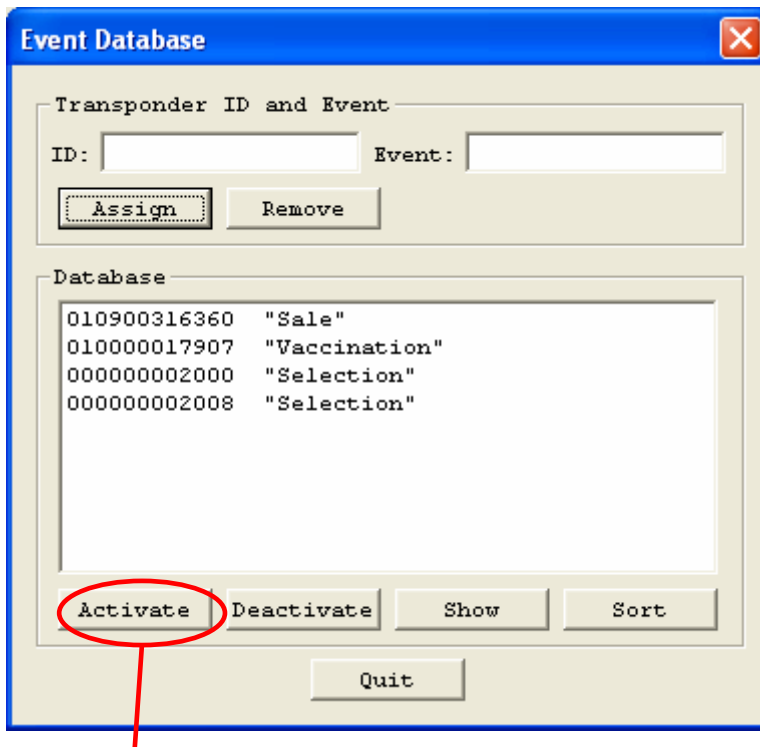 Event Database
Transponder ID and Event
ID: Event:
Assign Remove
Database
010900316360 "Sale"
010000017907 "Vaccination"
000000002000 "Selection"
000000002008 "Selection"
Activate Deactivate Show Sort
Quit